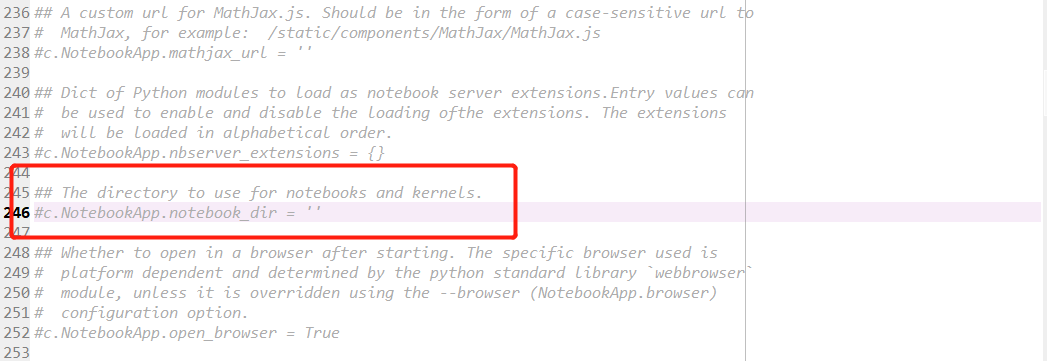 236## A custom url for MathJax.js. Should be in the form of a case-sensitive url to
237#  MathJax, for example:  /static/components/MathJax/MathJax.js
238#c.NotebookApp.mathjax_url = ''
239
240## Dict of Python modules to load as notebook server extensions.Entry values can
241#  be used to enable and disable the loading ofthe extensions. The extensions
242#  will be loaded in alphabetical order.
243#c.NotebookApp.nbserver_extensions = {}
244
245## The directory to use for notebooks and kernels.
246#c.NotebookApp.notebook_dir = ''
247
248## Whether to open in a browser after starting. The specific browser used is
249#  platform dependent and determined by the python standard library `webbrowser`
250#  module, unless it is overridden using the --browser (NotebookApp.browser)
251#  configuration option.
252#c.NotebookApp.open_browser = True
253